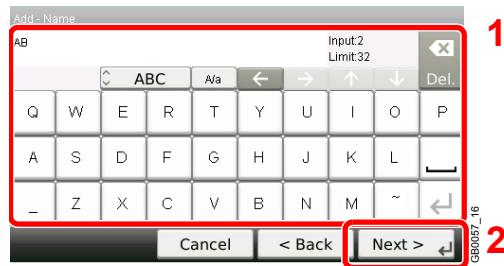 Add - Name
AB
Input:2
Limit:32
1
ABC A/a ← → ↑ ↓ Del.
Q W E R T Y U I O P
A S D F G H J K L
_ Z X C V B N M ~
Cancel < Back Next >
2
GB0057_16